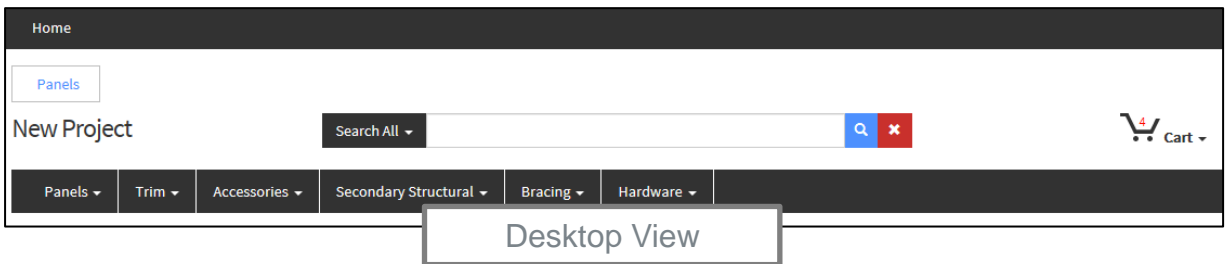 Home
Panels
New Project
Search All
4
Cart
Panels Trim Accessories Secondary Structural Bracing Hardware
Desktop View